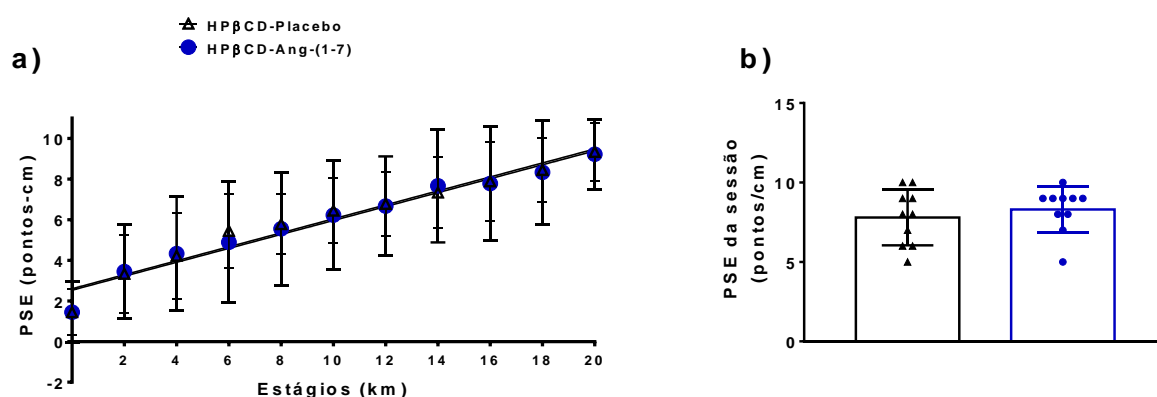 HPβCD-Placebo
HPβCD-Ang-(1-7)
a)
PSE (pontos-cm)
10
8
6
4
2
0
-2
2 4 6 8 10 12 14 16 18 20
Estágios (km)
b)
PSE da sessão
(pontos/cm)
15
10
5
0